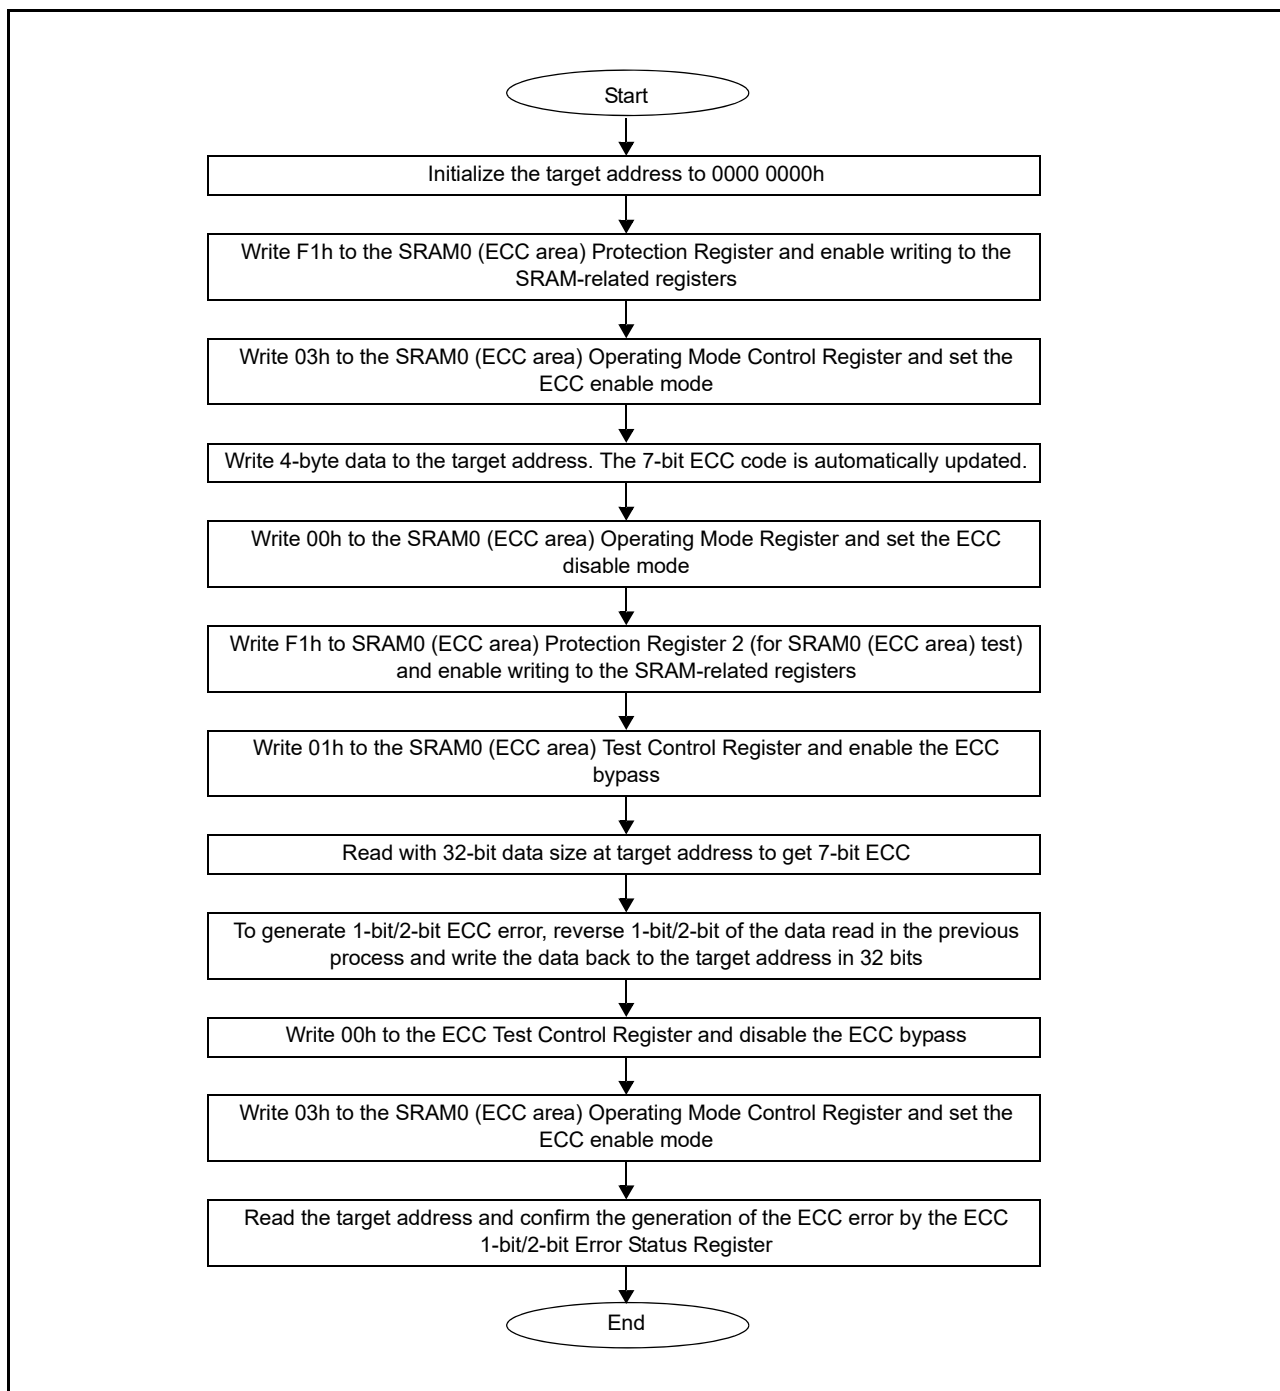 Start
Initialize the target address to 0000 0000h
Write F1h to the SRAM0 (ECC area) Protection Register and enable writing to the
SRAM-related registers
Write 03h to the SRAM0 (ECC area) Operating Mode Control Register and set the
ECC enable mode
Write 4-byte data to the target address. The 7-bit ECC code is automatically updated.
Write 00h to the SRAM0 (ECC area) Operating Mode Register and set the ECC
disable mode
Write F1h to SRAM0 (ECC area) Protection Register 2 (for SRAM0 (ECC area) test)
and enable writing to the SRAM-related registers
Write 01h to the SRAM0 (ECC area) Test Control Register and enable the ECC
bypass
Read with 32-bit data size at target address to get 7-bit ECC
To generate 1-bit/2-bit ECC error, reverse 1-bit/2-bit of the data read in the previous
process and write the data back to the target address in 32 bits
Write 00h to the ECC Test Control Register and disable the ECC bypass
Write 03h to the SRAM0 (ECC area) Operating Mode Control Register and set the
ECC enable mode
Read the target address and confirm the generation of the ECC error by the ECC
1-bit/2-bit Error Status Register
End